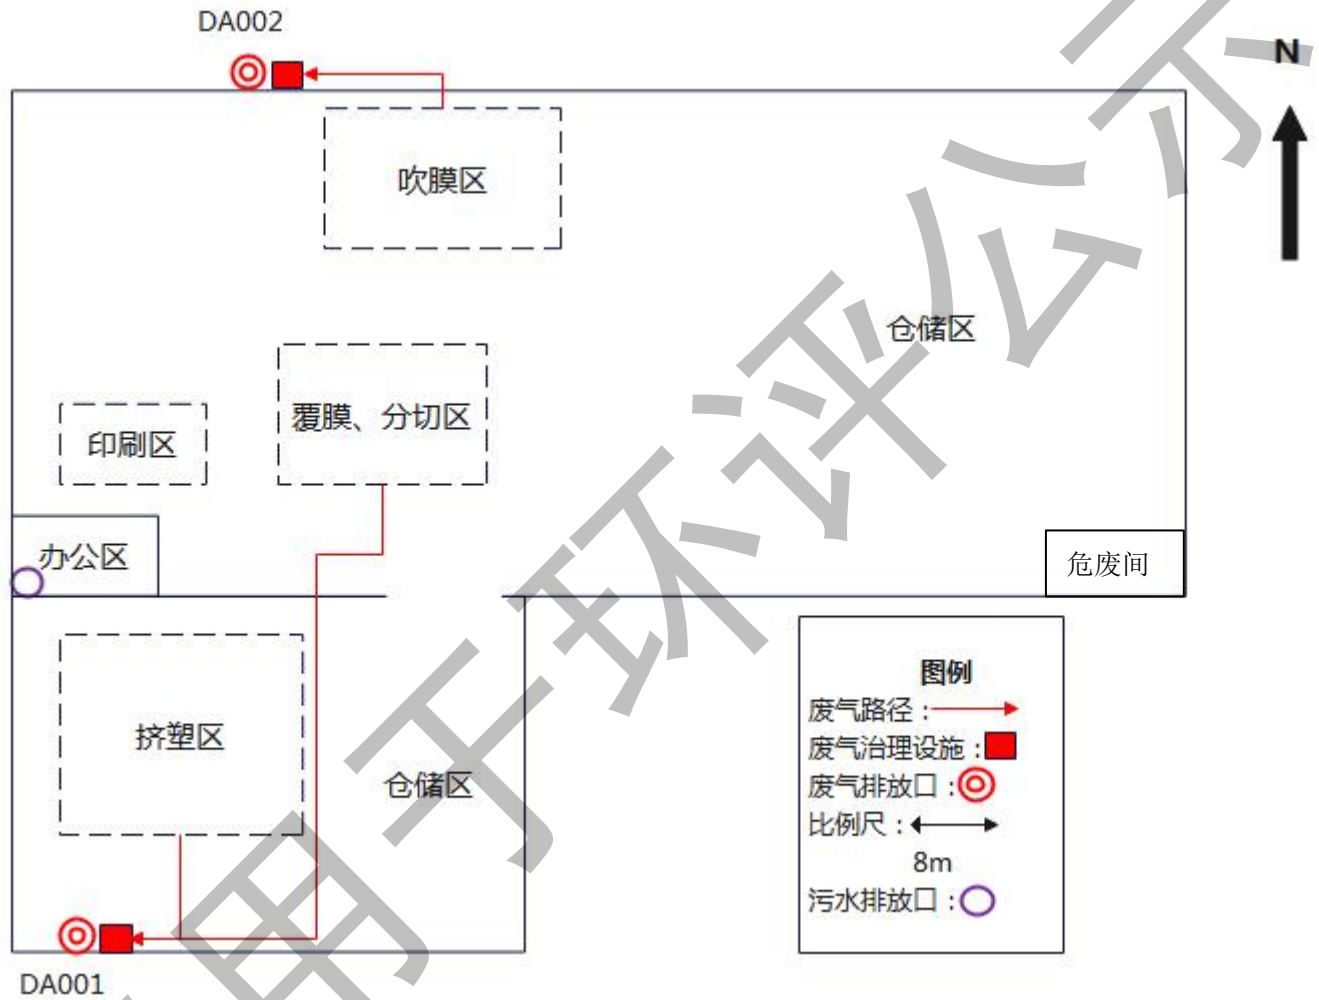 DA002
N
吹膜区
仓储区
覆膜、分切区
印刷区
办公区
危废间
挤塑区
仓储区
图例
废气路径：
废气治理设施：
废气排放口：
比例尺：
8m
污水排放口：
DA001
用于环评公示